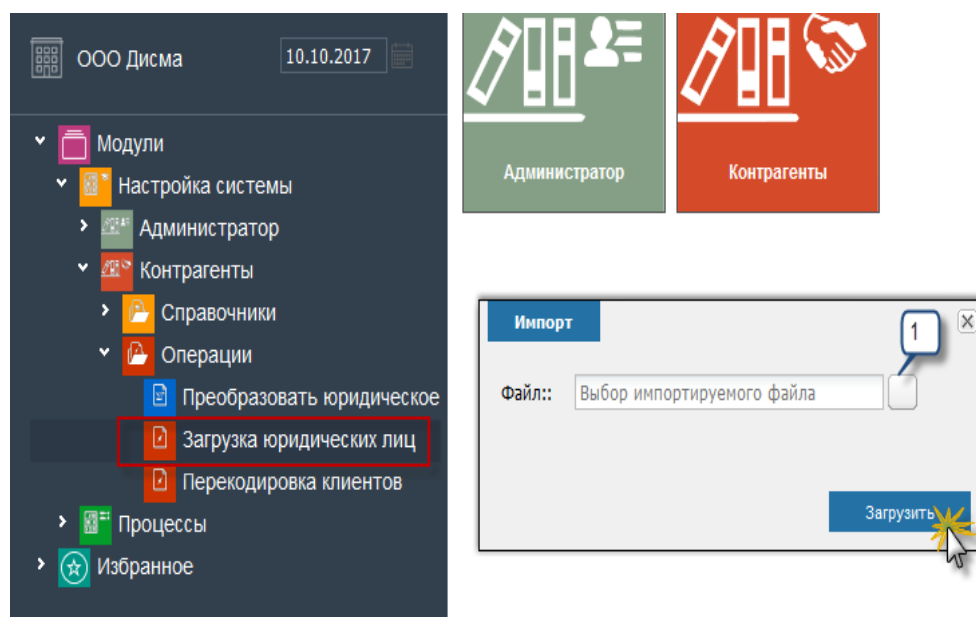 ООО Дисма
10.10.2017
Модули
Настройка системы
Администратор
Контрагенты
Справочники
Операции
Преобразовать юридическое
Загрузка юридических лиц
Перекодировка клиентов
Процессы
Избранное
Администратор
Контрагенты
Импорт
1
Файл::
Выбор импортируемого файла
Загрузить